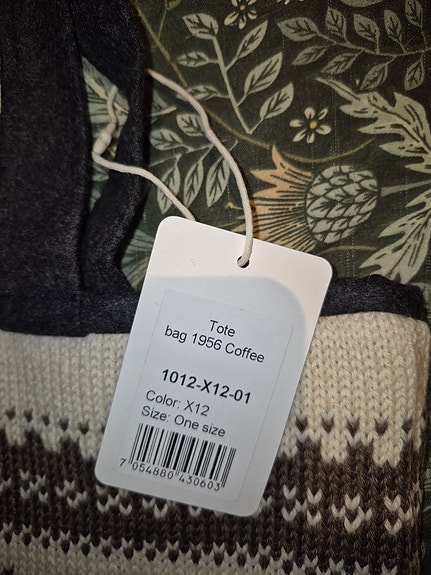 Tote
bag 1956 Coffee
1012-X12-01
Color: X12
Size: One size
7 054880 430603